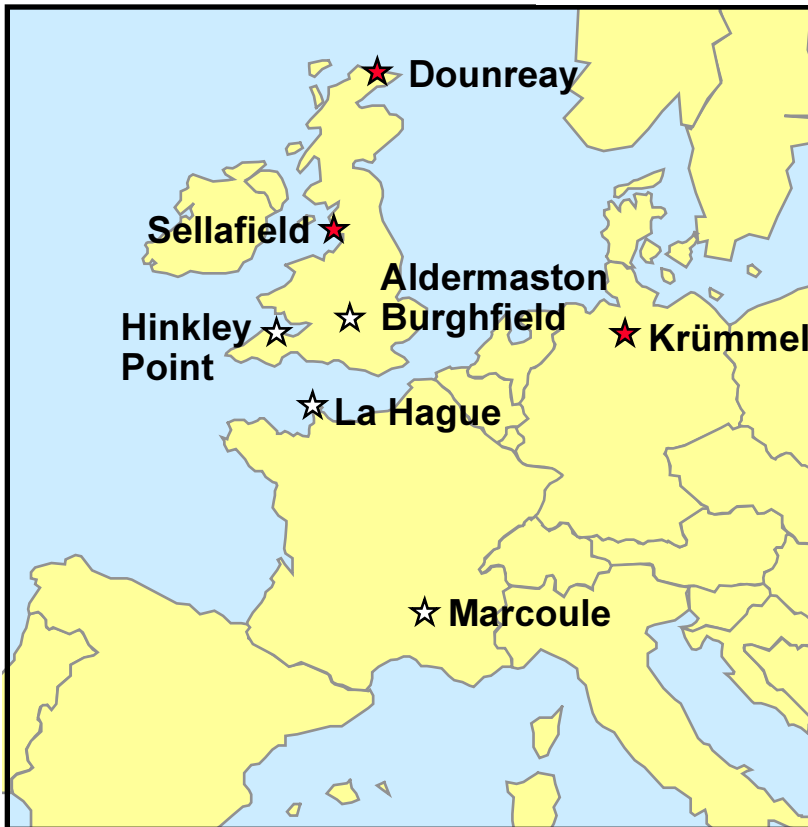 Dounreay
Sellafield
Aldermaston
Burghfield
Hinkley
Point
Krümmel
La Hague
Marcoule